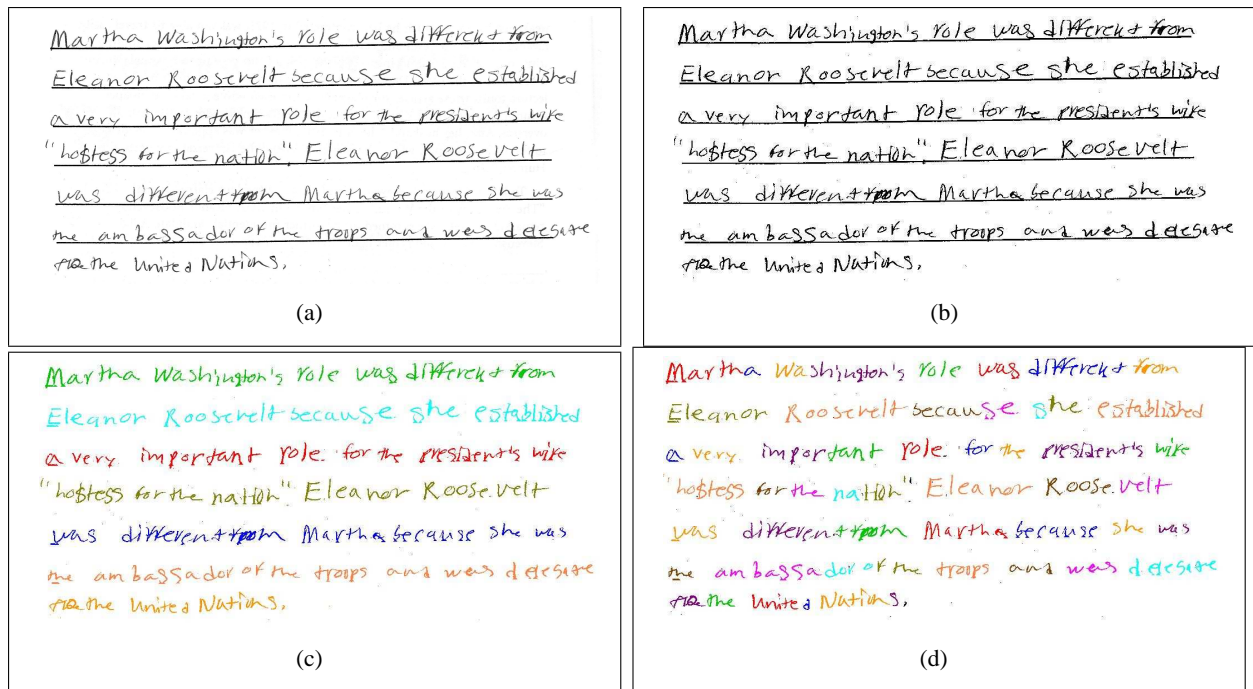 Martha Washington's role was different from
Eleanor Roosevelt because she established
a very important role for the president's wife
"hostess for the nation". Eleanor Roosevelt
was different from Martha because she was
the ambassador of the troops and was delegate
the United Nations.
(a)
Martha Washington's role was different from
Eleanor Roosevelt because she established
a very important role for the president's wife
"hostess for the nation". Eleanor Roosevelt
was different from Martha because she was
the ambassador of the troops and was delegate
the United Nations.
(b)
Martha Washington's role was different from
Eleanor Roosevelt because she established
a very important role. for the president's wife
"hostess for the nation". Eleanor Roosevelt
was different from Martha because she was
the ambassador of the troops and was delegate
the United Nations.
(c)
Martha Washington's role was different from
Eleanor Roosevelt because she established
a very important role. for the president's wife
"hostess for the nation". Eleanor Roosevelt
was different from Martha because she was
the ambassador of the troops and was delegate
the United Nations.
(d)